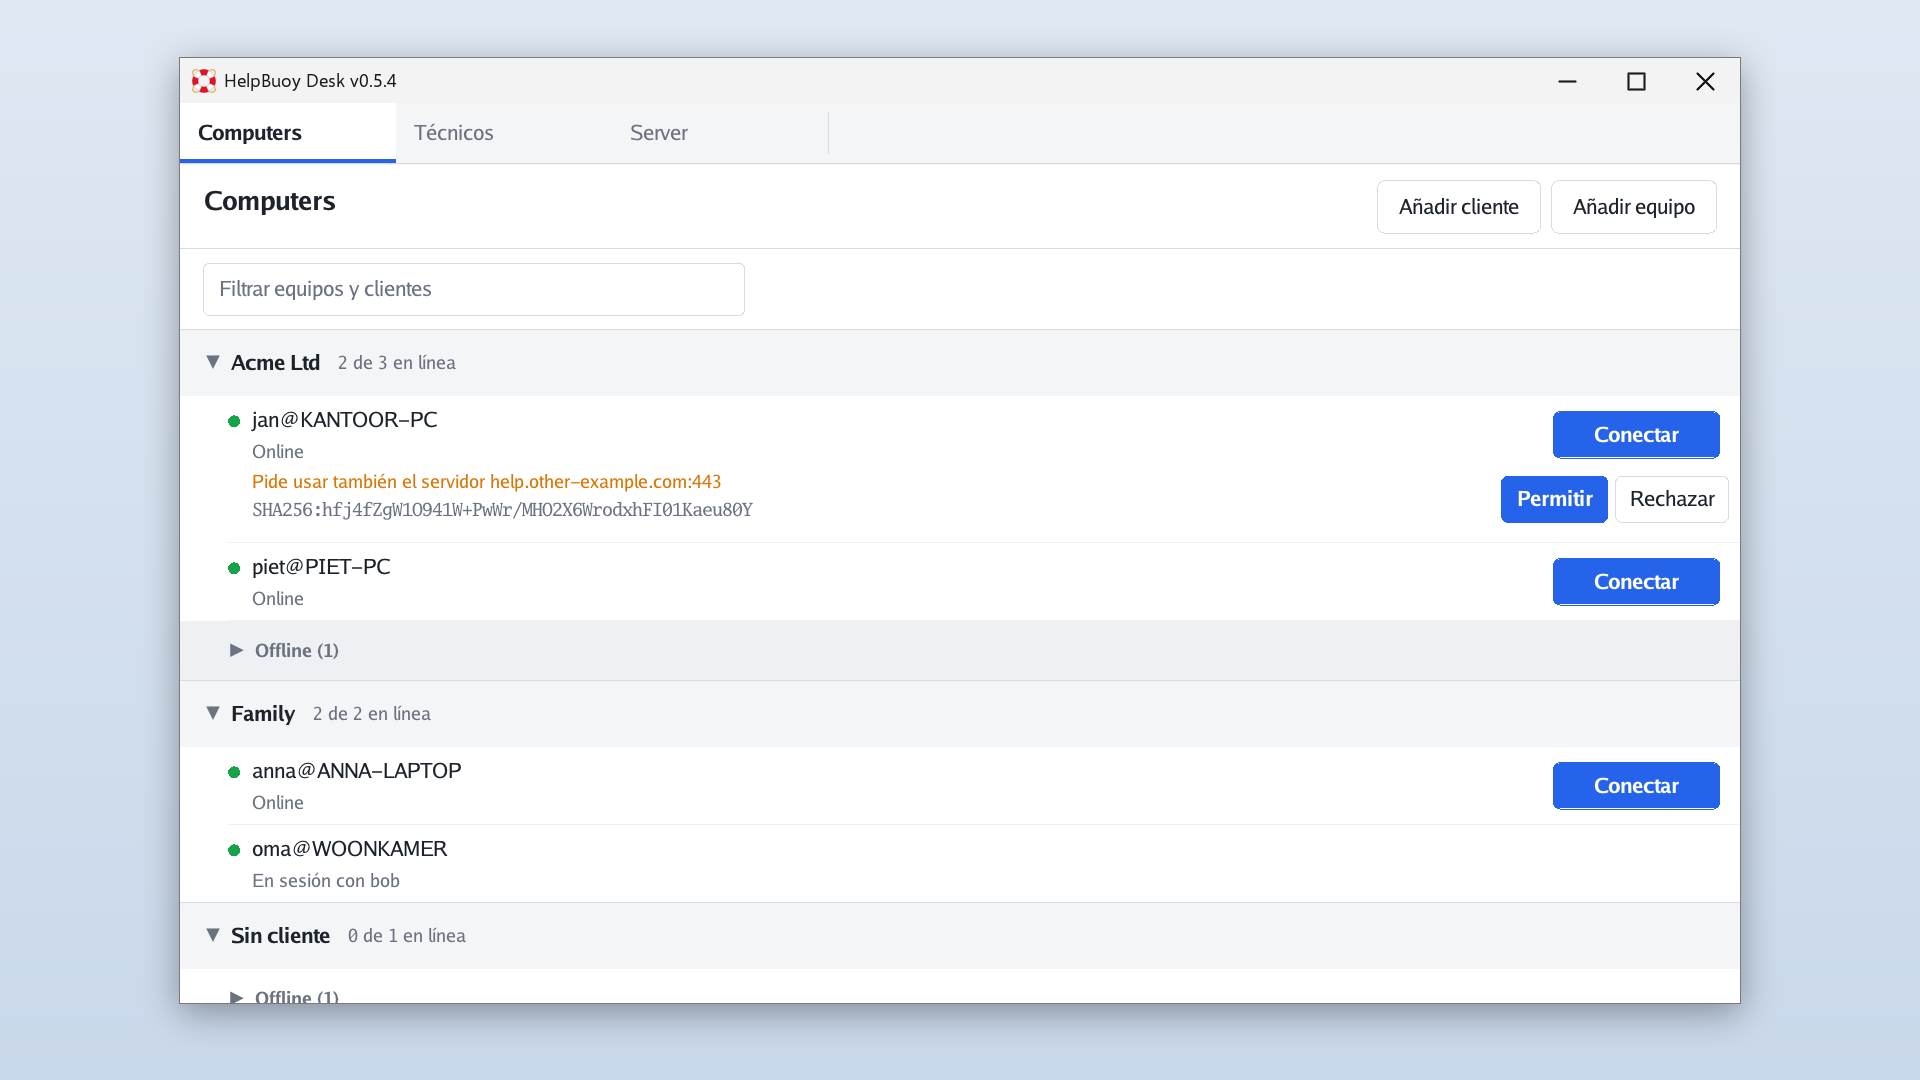 HelpBuoy Desk v0.5.4
Computers
Técnicos
Server
Computers
Añadir cliente
Añadir equipo
Filtrar equipos y clientes
Acme Ltd 2 de 3 en línea
jan@KANTOOR-PC
Conectar
Online
Pide usar también el servidor help.other-example.com:443
SHA256:hfj4fZgW1O941W+PwWr/MHO2X6WrodxhFI01Kaeu80Y
Permitir
Rechazar
piet@PIET-PC
Conectar
Online
Offline (1)
Family 2 de 2 en línea
anna@ANNA-LAPTOP
Conectar
Online
oma@WOONKAMER
En sesión con bob
Sin cliente 0 de 1 en línea
Offline (1)